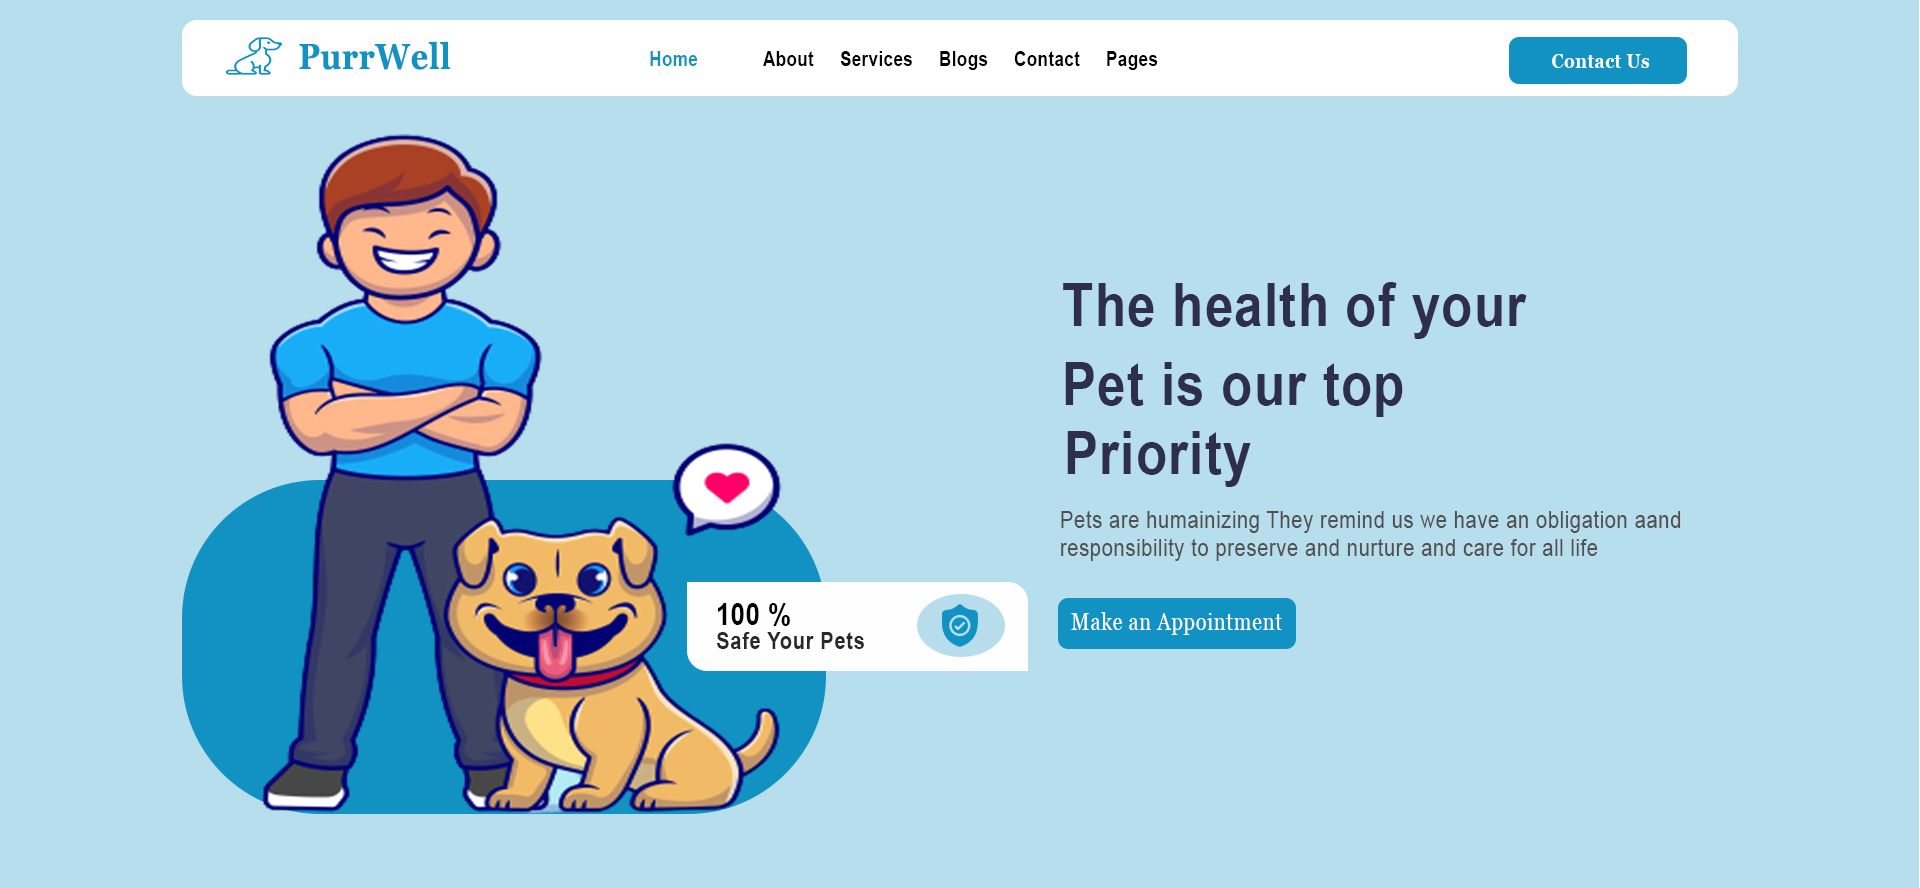 PurrWell
Home About Services Blogs Contact Pages
Contact Us
The health of your
Pet is our top
Priority
Pets are humainizing They remind us we have an obligation aand
responsibility to preserve and nurture and care for all life
Make an Appointment
100 %
Safe Your Pets